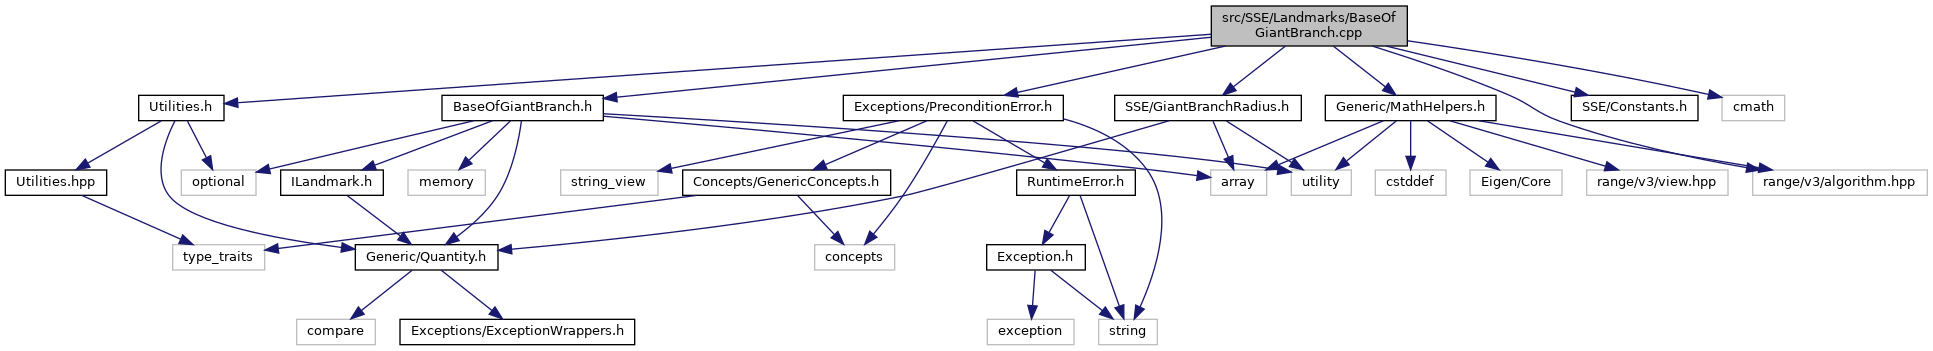 src/SSE/Landmarks/BaseOf
GiantBranch.cpp
Utilities.h
BaseOfGiantBranch.h
Exceptions/PreconditionError.h
SSE/GiantBranchRadius.h
Generic/MathHelpers.h
SSE/Constants.h
cmath
Utilities.hpp
optional
ILandmark.h
memory
string_view
Concepts/GenericConcepts.h
RuntimeError.h
array
utility
cstddef
Eigen/Core
range/v3/view.hpp
range/v3/algorithm.hpp
type_traits
Generic/Quantity.h
concepts
Exception.h
compare
Exceptions/ExceptionWrappers.h
exception
string